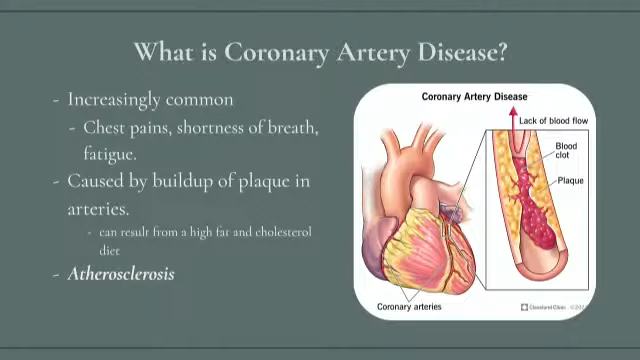 What is Coronary Artery Disease?
- Increasingly common
- Chest pains, shortness of breath,
fatigue.
- Caused by buildup of plaque in
arteries.
- can result from a high fat and cholesterol
diet
- Atherosclerosis
Coronary Artery Disease
Lack of blood flow
Blood
clot
Plaque
Coronary arteries
Cleveland Clinic